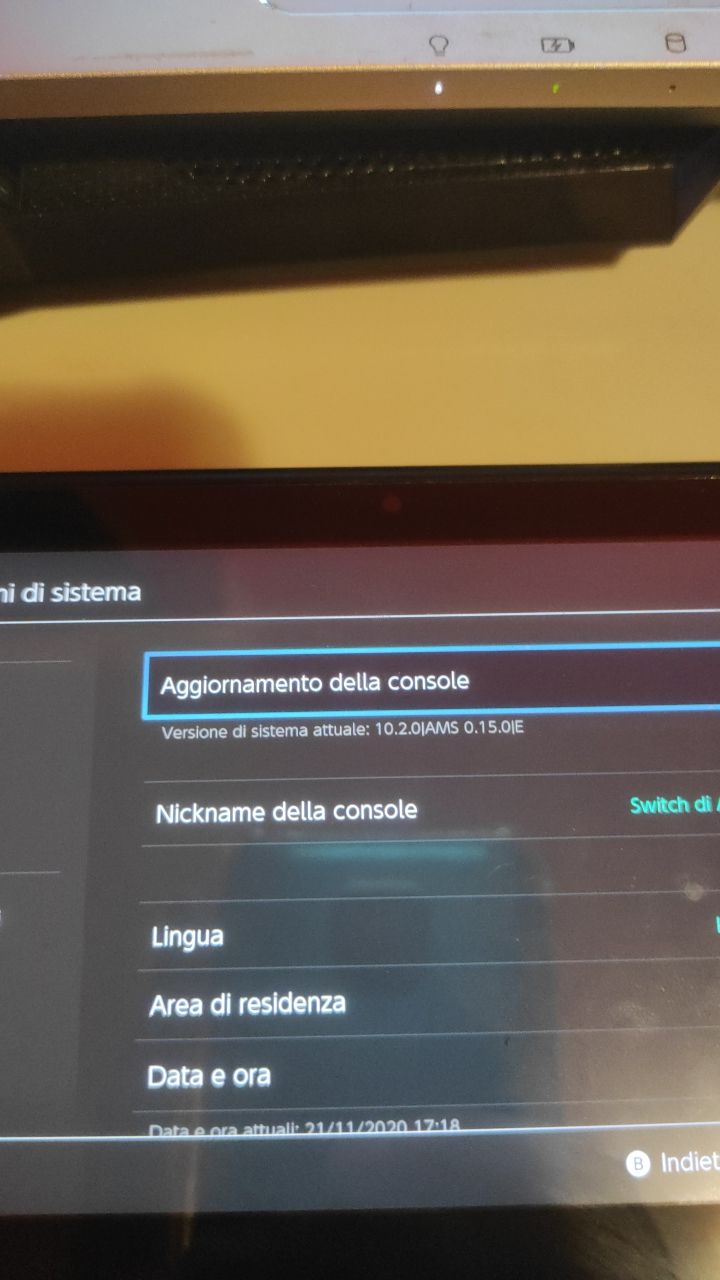 ni di sistema
Aggiornamento della console
Versione di sistema attuale: 10.2.0|AMS 0.15.0|E
Nickname della console
Switch di
Lingua
Area di residenza
Data e ora
Data e ora attuali: 21/11/2020 17:18
B Indiet